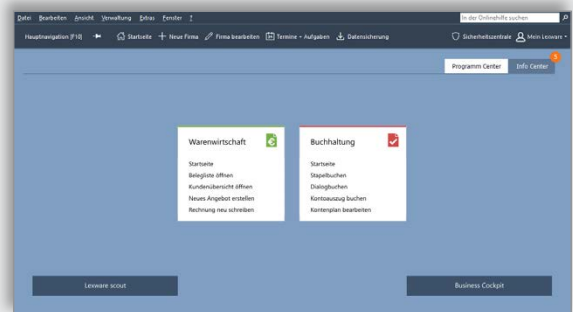 Datei Bearbeiten Ansicht Verwaltung Extras Fenster ?
In der Onlinehilfe suchen
Hauptnavigation [F10] Startseite Neue Firma Firma bearbeiten Termine + Aufgaben Datensicherung Sicherheitszentrale Mein Lexware
Programm Center Info Center 3
Warenwirtschaft
Startseite
Belegliste öffnen
Kundenübersicht öffnen
Neues Angebot erstellen
Rechnung neu schreiben
Buchhaltung
Startseite
Stapelbuchen
Dialogbuchen
Kontoauszug buchen
Kontenplan bearbeiten
Lexware scout
Business Cockpit